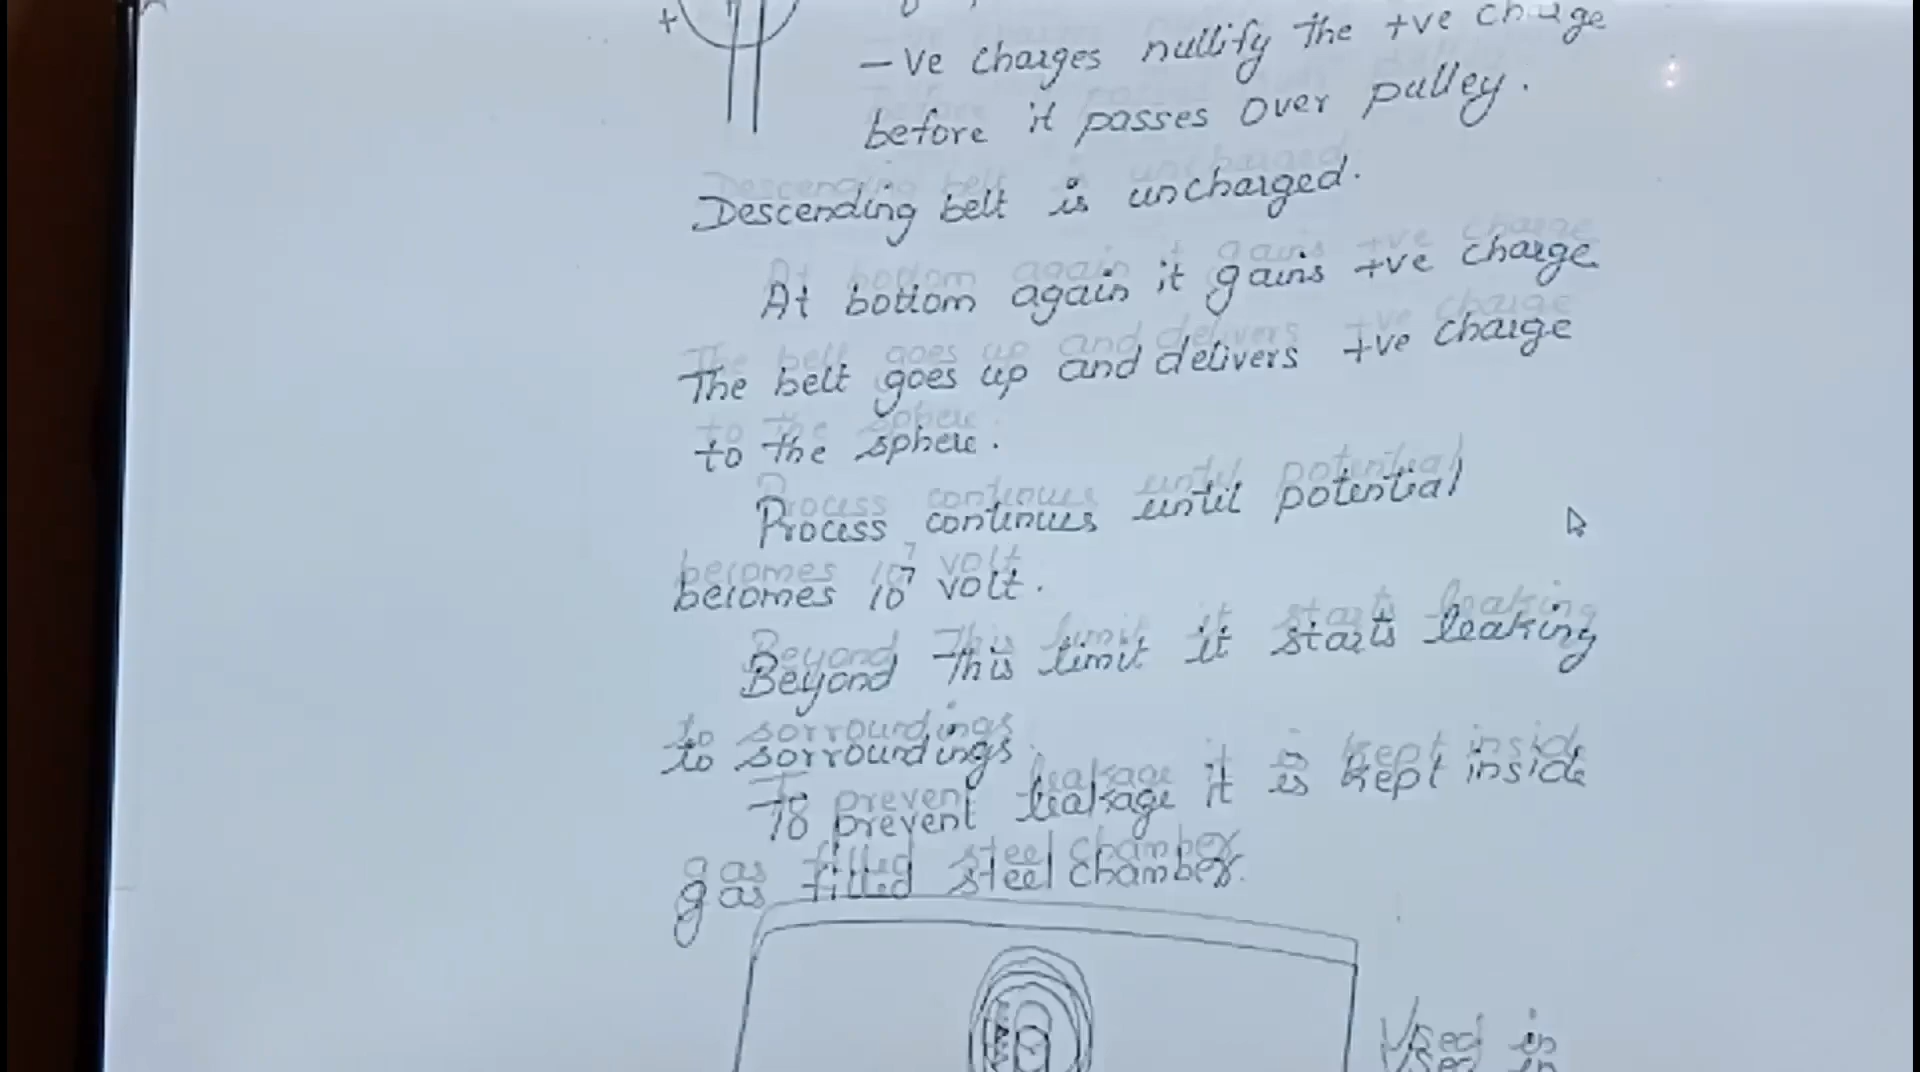 +
-ve charges nullify the +ve charge
before it passes over pulley.
Descending belt is uncharged.
At bottom again it gains +ve charge
The belt goes up and delivers +ve charge
to the sphere.
Process continues until potential
becomes 10⁷ volt.
Beyond This limit it starts leaking
to sorroundings
To prevent leakage it is kept inside
gas filled steel chamber.
Used in